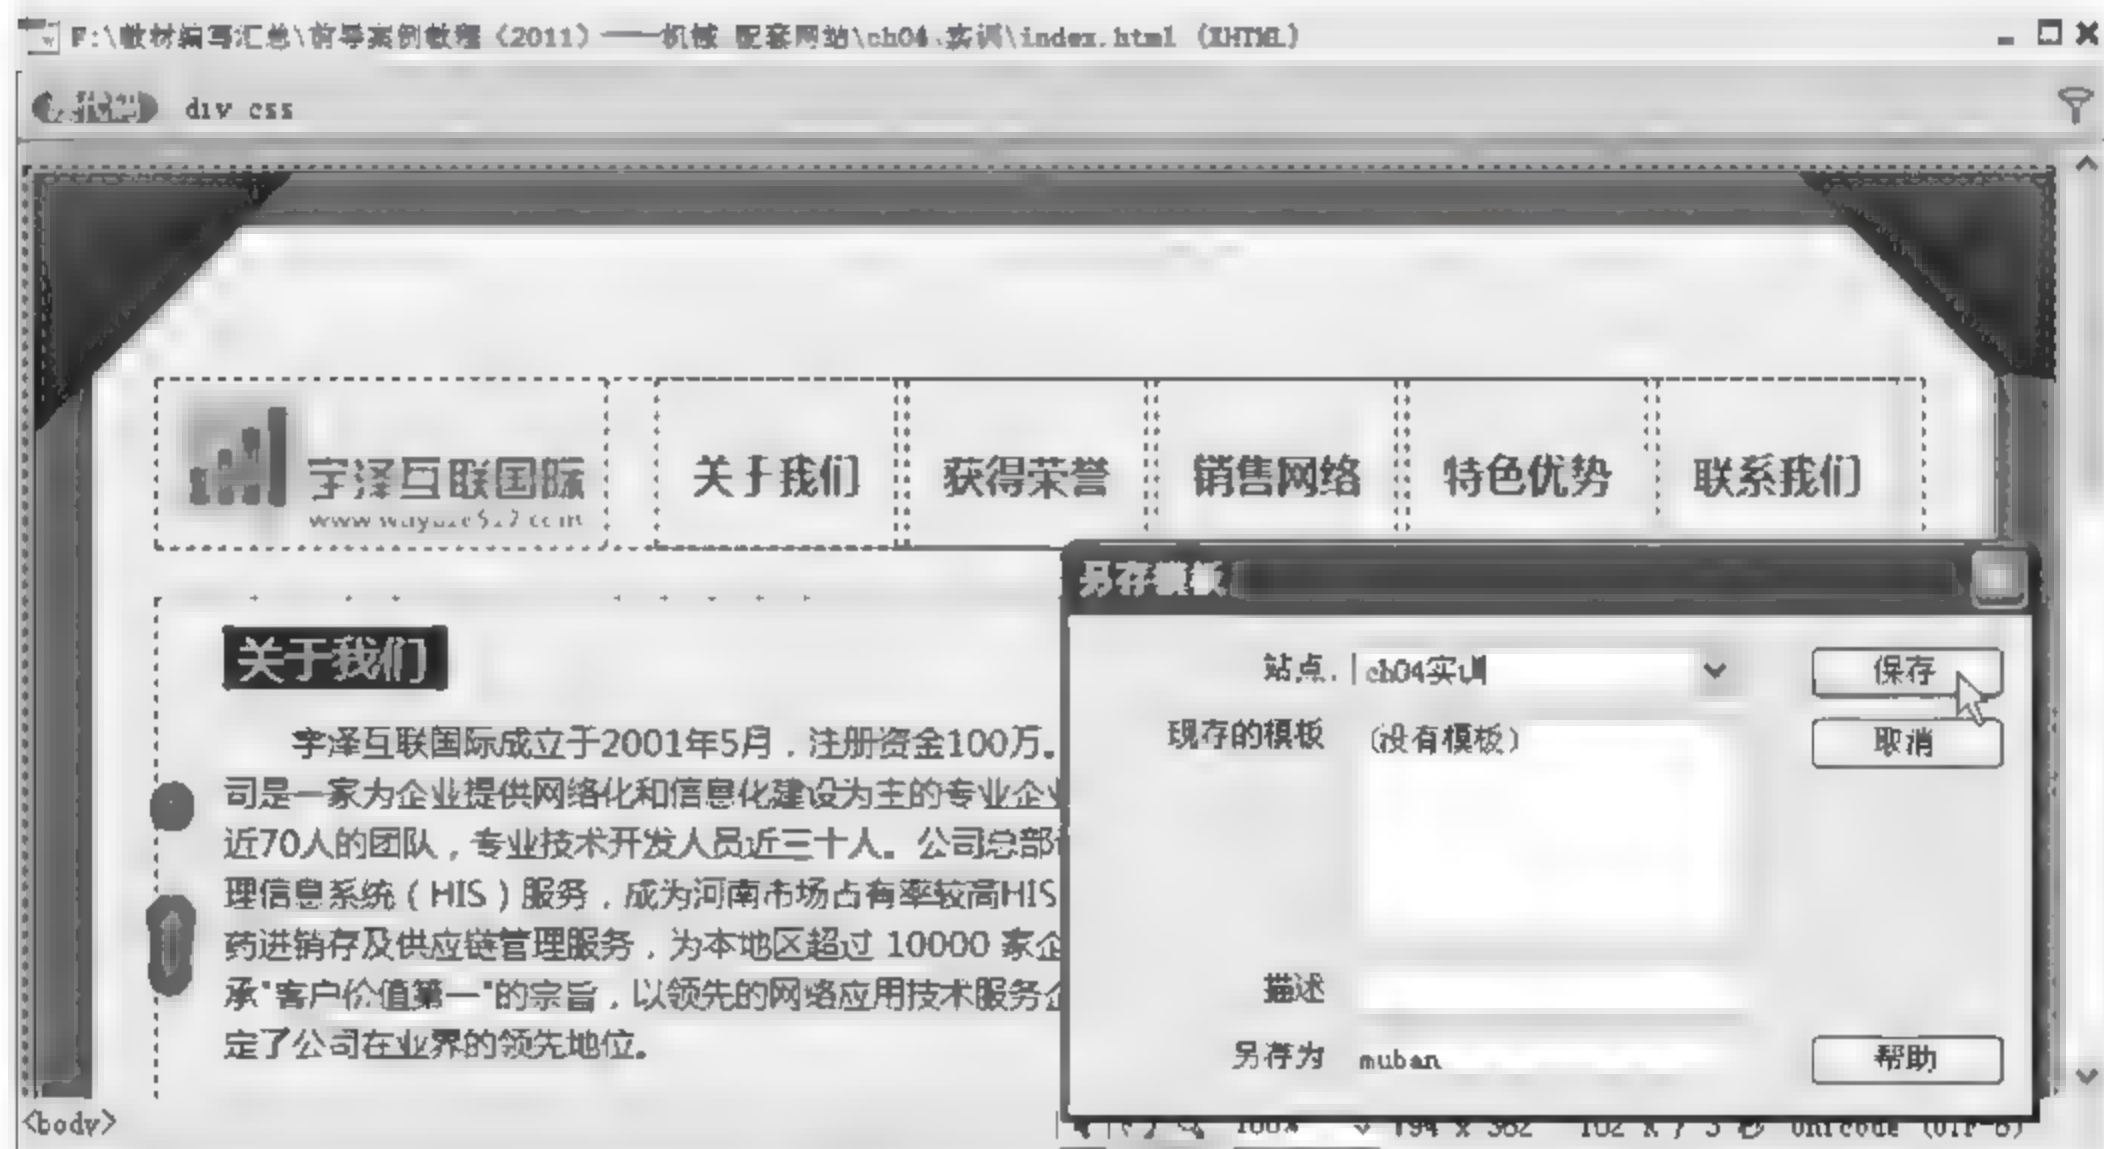 F:\教材编写汇总\前导案例教程（2011）——机械 配套网站\ch04 实训\index.html (XHTML)
源代码 div css
宇泽互联国际
关于我们 获得荣誉 销售网络 特色优势 联系我们
另存模板
关于我们
站点: ch04实训 保存
现存的模板 (没有模板) 取消
宇泽互联国际成立于2001年5月，注册资金100万。
司是一家为企业提供网络化和信息化建设为主的专业企业
近70人的团队，专业技术开发人员近三十人。公司总部
理信息系统（HIS）服务，成为河南市场占有率较高HIS
药进销存及供应链管理服务，为本地区超过 10000 家企
承"客户价值第一"的宗旨，以领先的网络应用技术服务企
定了公司在业界的领先地位。
描述
另存为 muban 帮助
<body> 100% 794 x 382 Unicode (UTF-8)